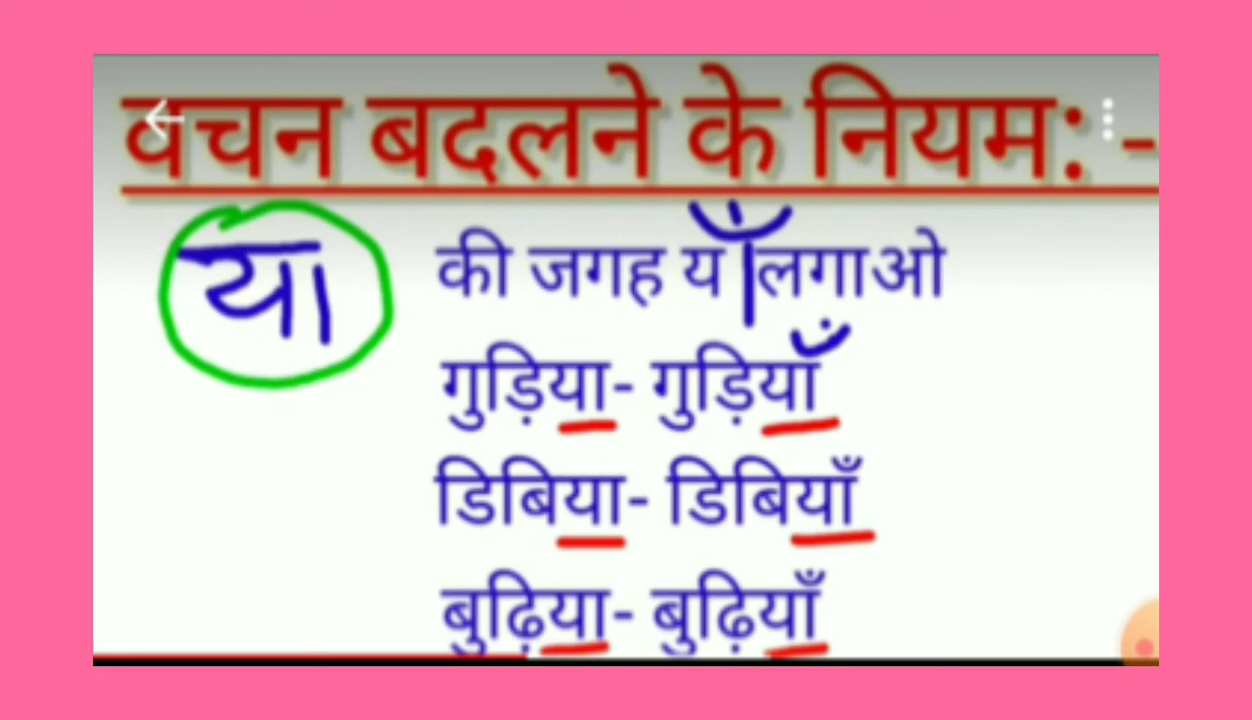 वचन बदलने के नियम: -
या की जगह याँ लगाओ
गुड़िया- गुड़ियाँ
डिबिया- डिबियाँ
बुढ़िया- बुढ़ियाँ